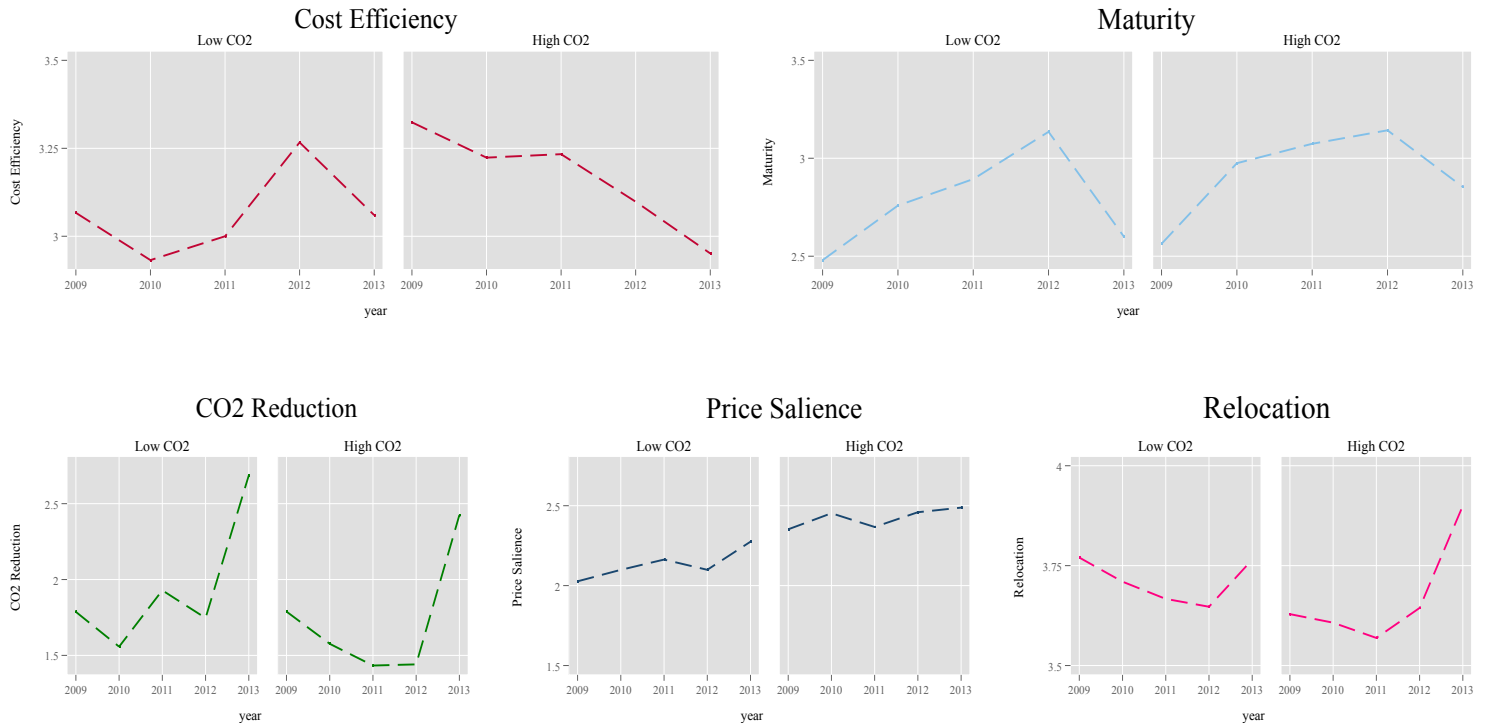 Cost Efficiency
Low CO2 High CO2
3.5
3.25
3
Cost Efficiency
2009 2010 2011 2012 2013 2009 2010 2011 2012 2013
year
Maturity
Low CO2 High CO2
3.5
3
2.5
Maturity
2009 2010 2011 2012 2013 2009 2010 2011 2012 2013
year
CO2 Reduction
Low CO2 High CO2
2.5
2
1.5
CO2 Reduction
2009 2010 2011 2012 2013 2009 2010 2011 2012 2013
year
Price Salience
Low CO2 High CO2
2.5
2
1.5
Price Salience
2009 2010 2011 2012 2013 2009 2010 2011 2012 2013
year
Relocation
Low CO2 High CO2
4
3.75
3.5
Relocation
2009 2010 2011 2012 2013 2009 2010 2011 2012 2013
year